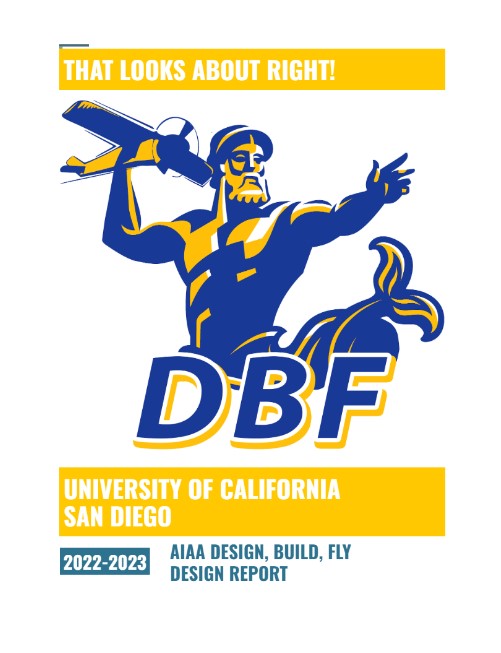 THAT LOOKS ABOUT RIGHT!
DBF
UNIVERSITY OF CALIFORNIA
SAN DIEGO
2022-2023
AIAA DESIGN, BUILD, FLY
DESIGN REPORT